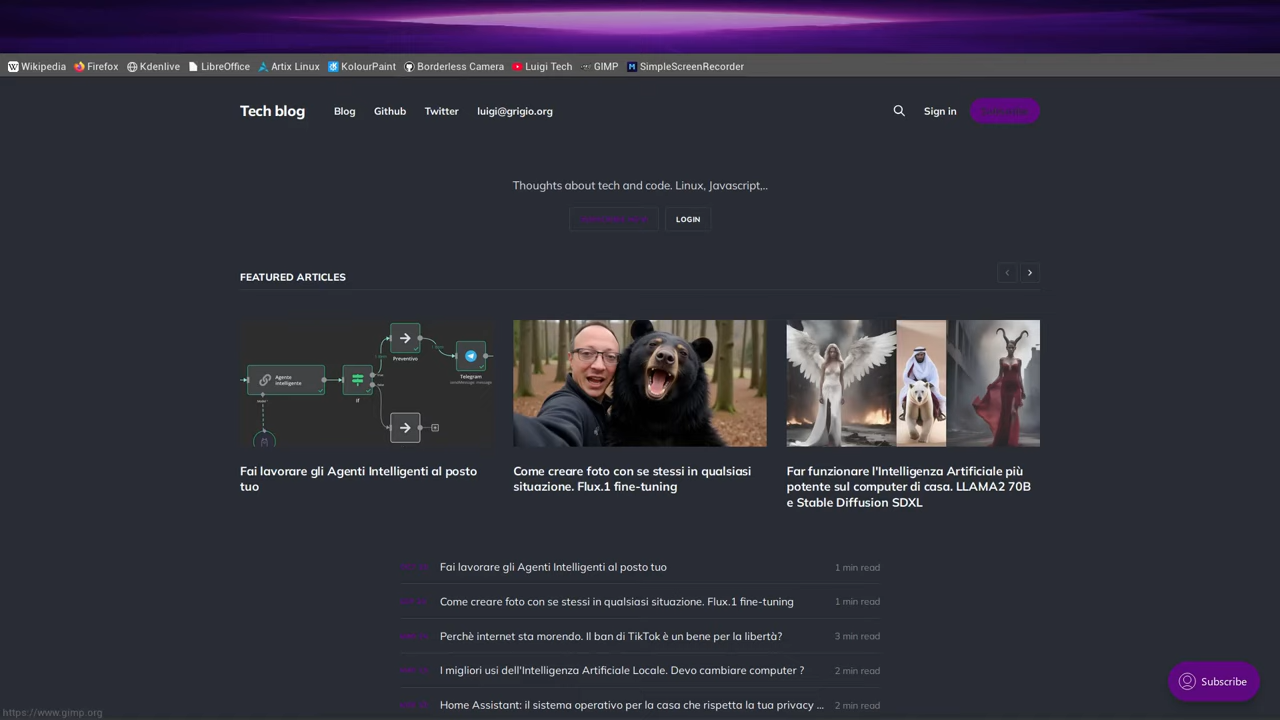 Wikipedia Firefox Kdenlive LibreOffice Artix Linux KolourPaint Borderless Camera Luigi Tech GIMP SimpleScreenRecorder
Tech blog Blog Github Twitter luigi@grigio.org Sign in
Thoughts about tech and code. Linux, Javascript,..
LOGIN
FEATURED ARTICLES
Preventivo
Agente
intelligente
If
Telegram
Fai lavorare gli Agenti Intelligenti al posto
tuo
Come creare foto con se stessi in qualsiasi
situazione. Flux.1 fine-tuning
Far funzionare l'Intelligenza Artificiale più
potente sul computer di casa. LLAMA2 70B
e Stable Diffusion SDXL
Fai lavorare gli Agenti Intelligenti al posto tuo 1 min read
Come creare foto con se stessi in qualsiasi situazione. Flux.1 fine-tuning 1 min read
Perchè internet sta morendo. Il ban di TikTok è un bene per la libertà? 3 min read
I migliori usi dell'Intelligenza Artificiale Locale. Devo cambiare computer ? 2 min read
Home Assistant: il sistema operativo per la casa che rispetta la tua privacy ... 2 min read
Subscribe
https://www.gimp.org